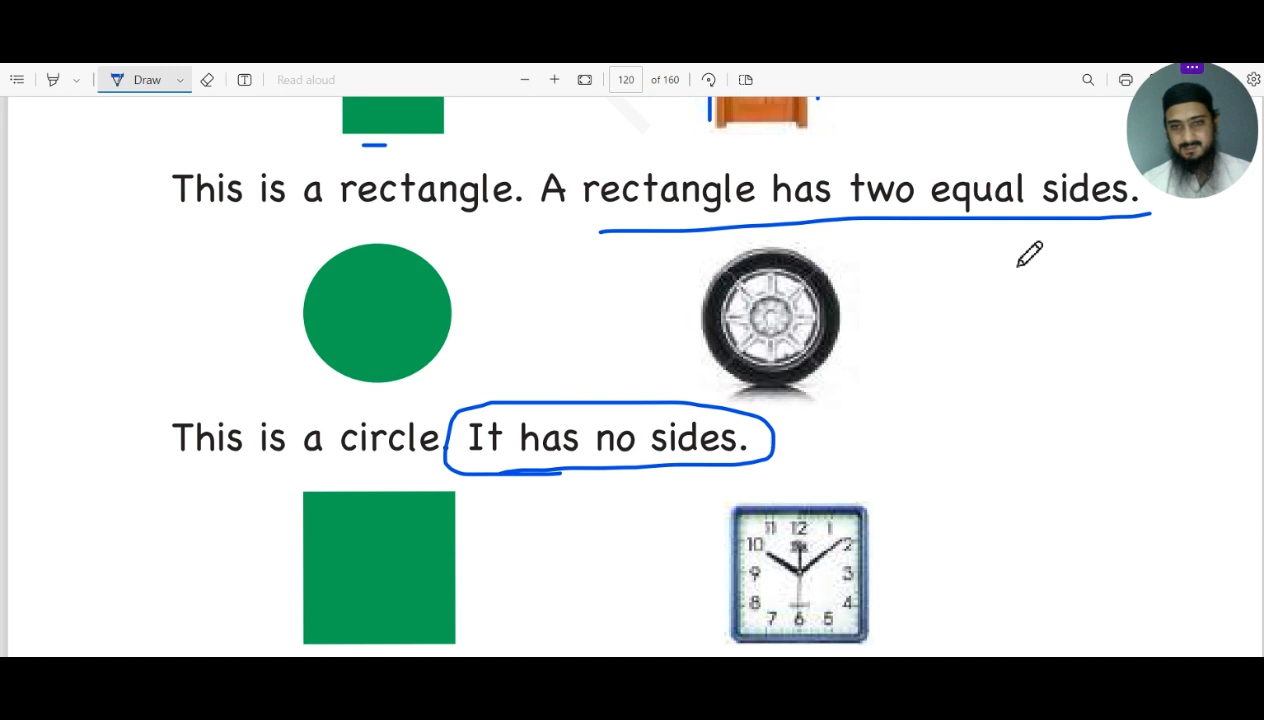 Draw
Read aloud
120 of 160
This is a rectangle. A rectangle has two equal sides.
This is a circle. It has no sides.
11 12 1
10 2
9 3
8 4
7 6 5